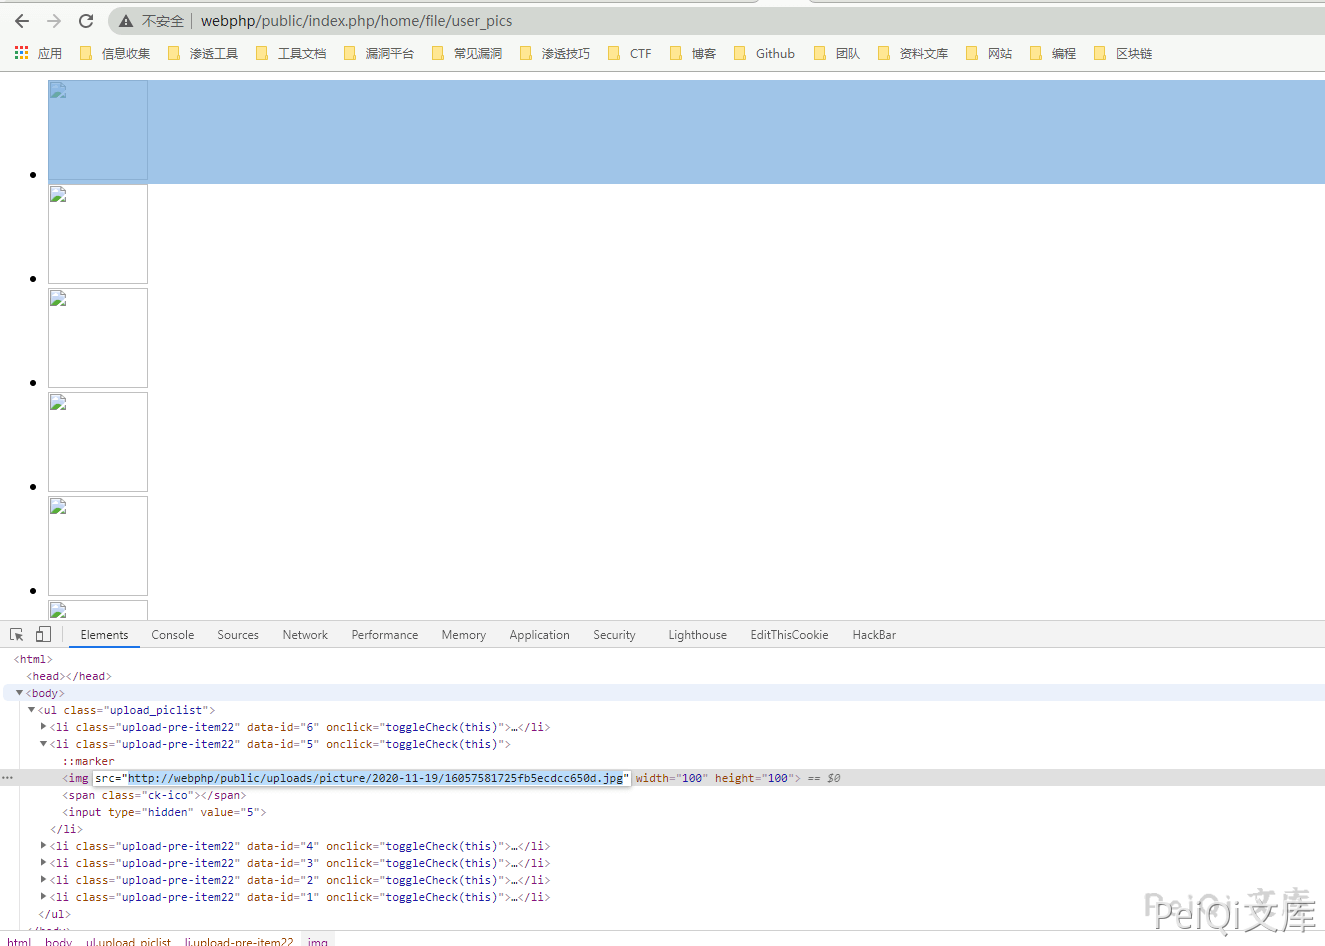 不安全 webphp/public/index.php/home/file/user_pics
应用 信息收集 渗透工具 工具文档 漏洞平台 常见漏洞 渗透技巧 CTF 博客 Github 团队 资料文库 网站 编程 区块链
Elements Console Sources Network Performance Memory Application Security Lighthouse EditThisCookie HackBar
<html>
<head></head>
<body>
<ul class="upload_piclist">
<li class="upload-pre-item22" data-id="6" onclick="toggleCheck(this)">…</li>
<li class="upload-pre-item22" data-id="5" onclick="toggleCheck(this)">
::marker
<img src="http://webphp/public/uploads/picture/2020-11-19/16057581725fb5ecdcc650d.jpg" width="100" height="100"> == $0
<span class="ck-ico"></span>
<input type="hidden" value="5">
</li>
<li class="upload-pre-item22" data-id="4" onclick="toggleCheck(this)">…</li>
<li class="upload-pre-item22" data-id="3" onclick="toggleCheck(this)">…</li>
<li class="upload-pre-item22" data-id="2" onclick="toggleCheck(this)">…</li>
<li class="upload-pre-item22" data-id="1" onclick="toggleCheck(this)">…</li>
</ul>
</body>
html body ul.upload_piclist li.upload-pre-item22 img
PeiQi文库
PeiQi文库